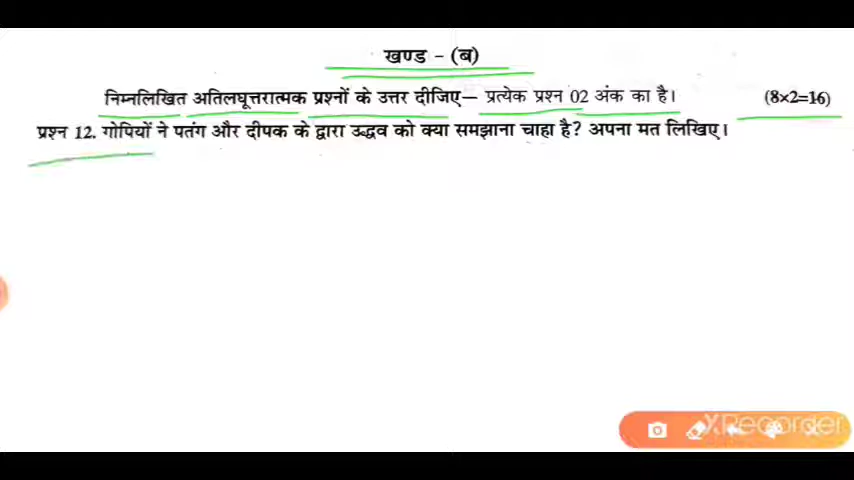 खण्ड - (ब)
निम्नलिखित अतिलघूत्तरात्मक प्रश्नों के उत्तर दीजिए– प्रत्येक प्रश्न 02 अंक का है। (8×2=16)
प्रश्न 12. गोपियों ने पतंग और दीपक के द्वारा उद्धव को क्या समझाना चाहा है? अपना मत लिखिए।
XRecorder